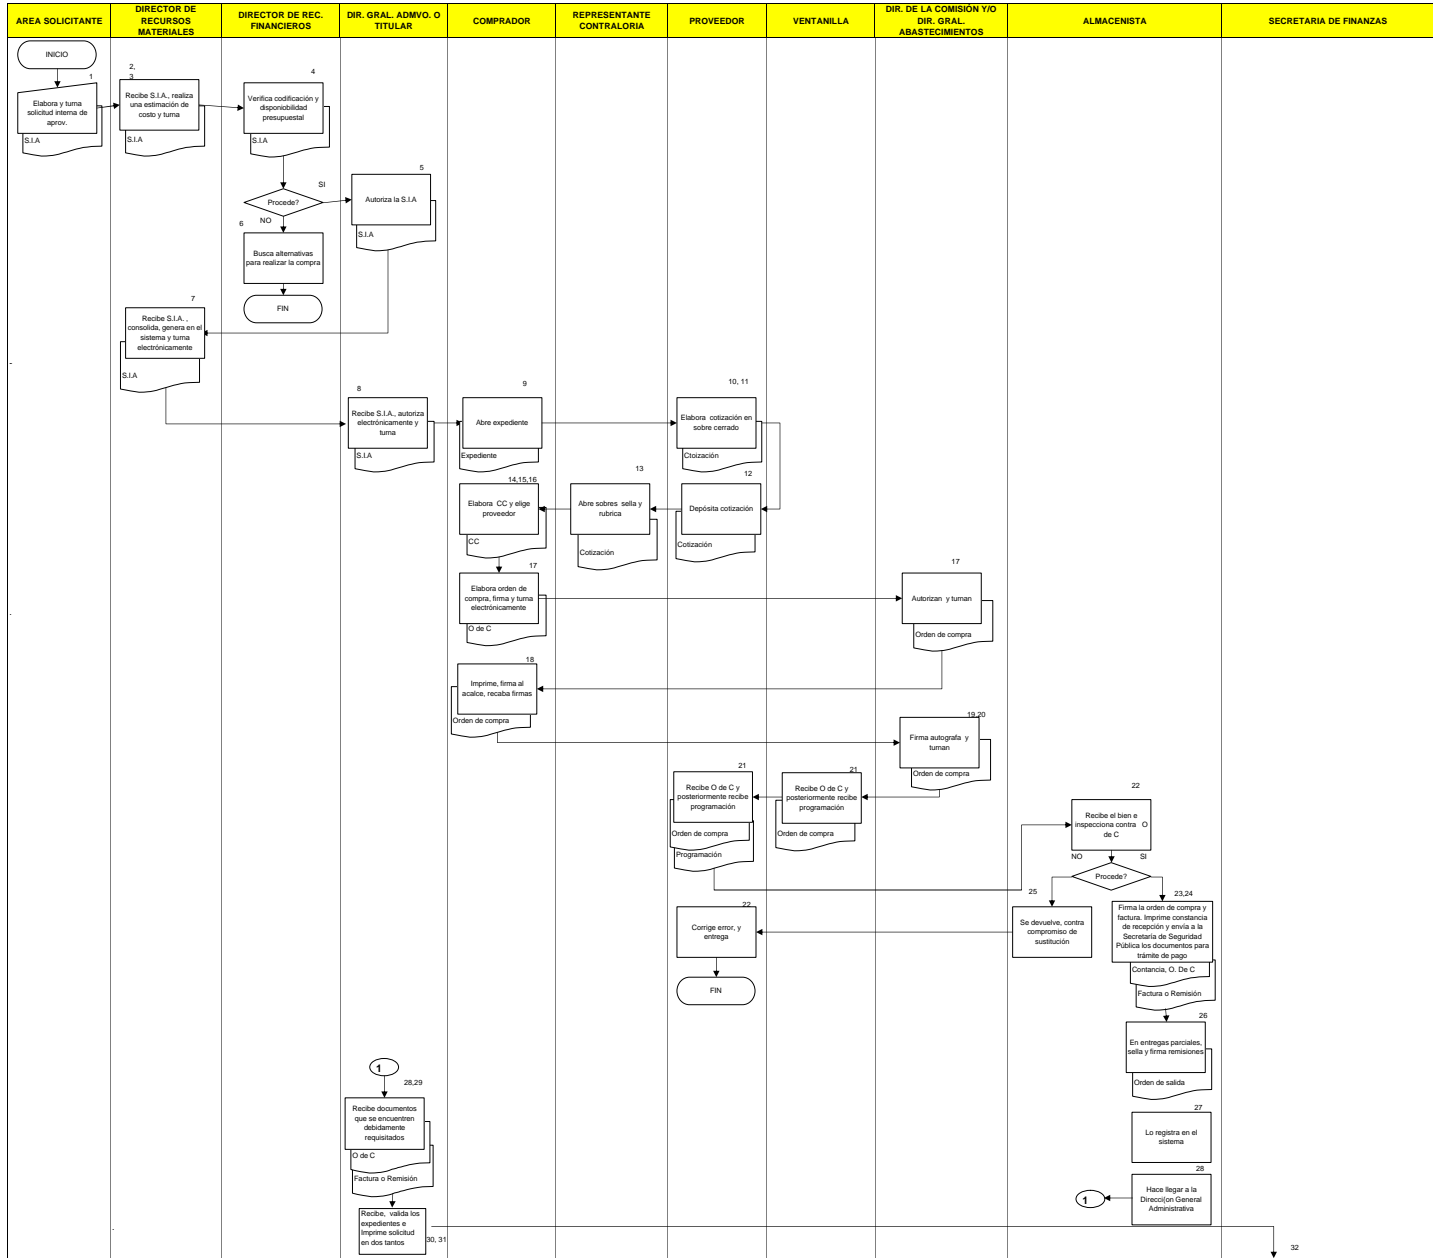 AREA SOLICITANTE
DIRECTOR DE
RECURSOS
MATERIALES
DIRECTOR DE REC.
FINANCIEROS
DIR. GRAL. ADMVO. O
TITULAR
COMPRADOR
REPRESENTANTE
CONTRALORIA
PROVEEDOR
VENTANILLA
DIR. DE LA COMISIÓN Y/O
DIR. GRAL.
ABASTECIMIENTOS
ALMACENISTA
SECRETARIA DE FINANZAS
INICIO
1
Elabora y turna
solicitud interna de
aprov.
S.I.A
2,
3
Recibe S.I.A., realiza
una estimación de
costo y turna
S.I.A
4
Verifica codificación y
disponiobilidad
presupuestal
S.I.A
Procede?
SI
NO
5
Autoriza la S.I.A
S.I.A
6
Busca alternativas
para realizar la compra
FIN
7
Recibe S.I.A. ,
consolida, genera en el
sistema y turna
electrónicamente
S.I.A
8
Recibe S.I.A., autoriza
electrónicamente y
turna
S.I.A
9
Abre expediente
Expediente
10, 11
Elabora cotización en
sobre cerrado
Ctoización
12
Depósita cotización
Cotización
13
Abre sobres sella y
rubrica
Cotización
14,15,16
Elabora CC y elige
proveedor
CC
17
Elabora orden de
compra, firma y turna
electrónicamente
O de C
17
Autorizan y turnan
Orden de compra
18
Imprime, firma al
acalce, recaba firmas
Orden de compra
19,20
Firma autografa y
turnan
Orden de compra
21
Recibe O de C y
posteriormente recibe
programación
Orden de compra
21
Recibe O de C y
posteriormente recibe
programación
Orden de compra
Programación
22
Recibe el bien e
inspecciona contra O
de C
NO
SI
Procede?
25
Se devuelve, contra
compromiso de
sustitución
22
Corrige error, y
entrega
FIN
23,24
Firma la orden de compra y
factura. Imprime constancia
de recepción y envía a la
Secretaría de Seguridad
Pública los documentos para
trámite de pago
Contancia, O. De C
Factura o Remisión
26
En entregas parciales,
sella y firma remisiones
Orden de salida
27
Lo registra en el
sistema
28
Hace llegar a la
Direcci(on General
Administrativa
1
1
28,29
Recibe documentos
que se encuentren
debidamente
requisitados
O de C
Factura o Remisión
Recibe, valida los
expedientes e
Imprime solicitud
en dos tantos
30, 31
32